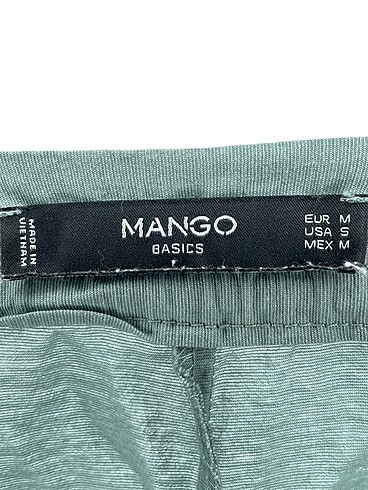 MADE IN
VIETNAM
MANGO
BASICS
EUR M
USA S
MEX M